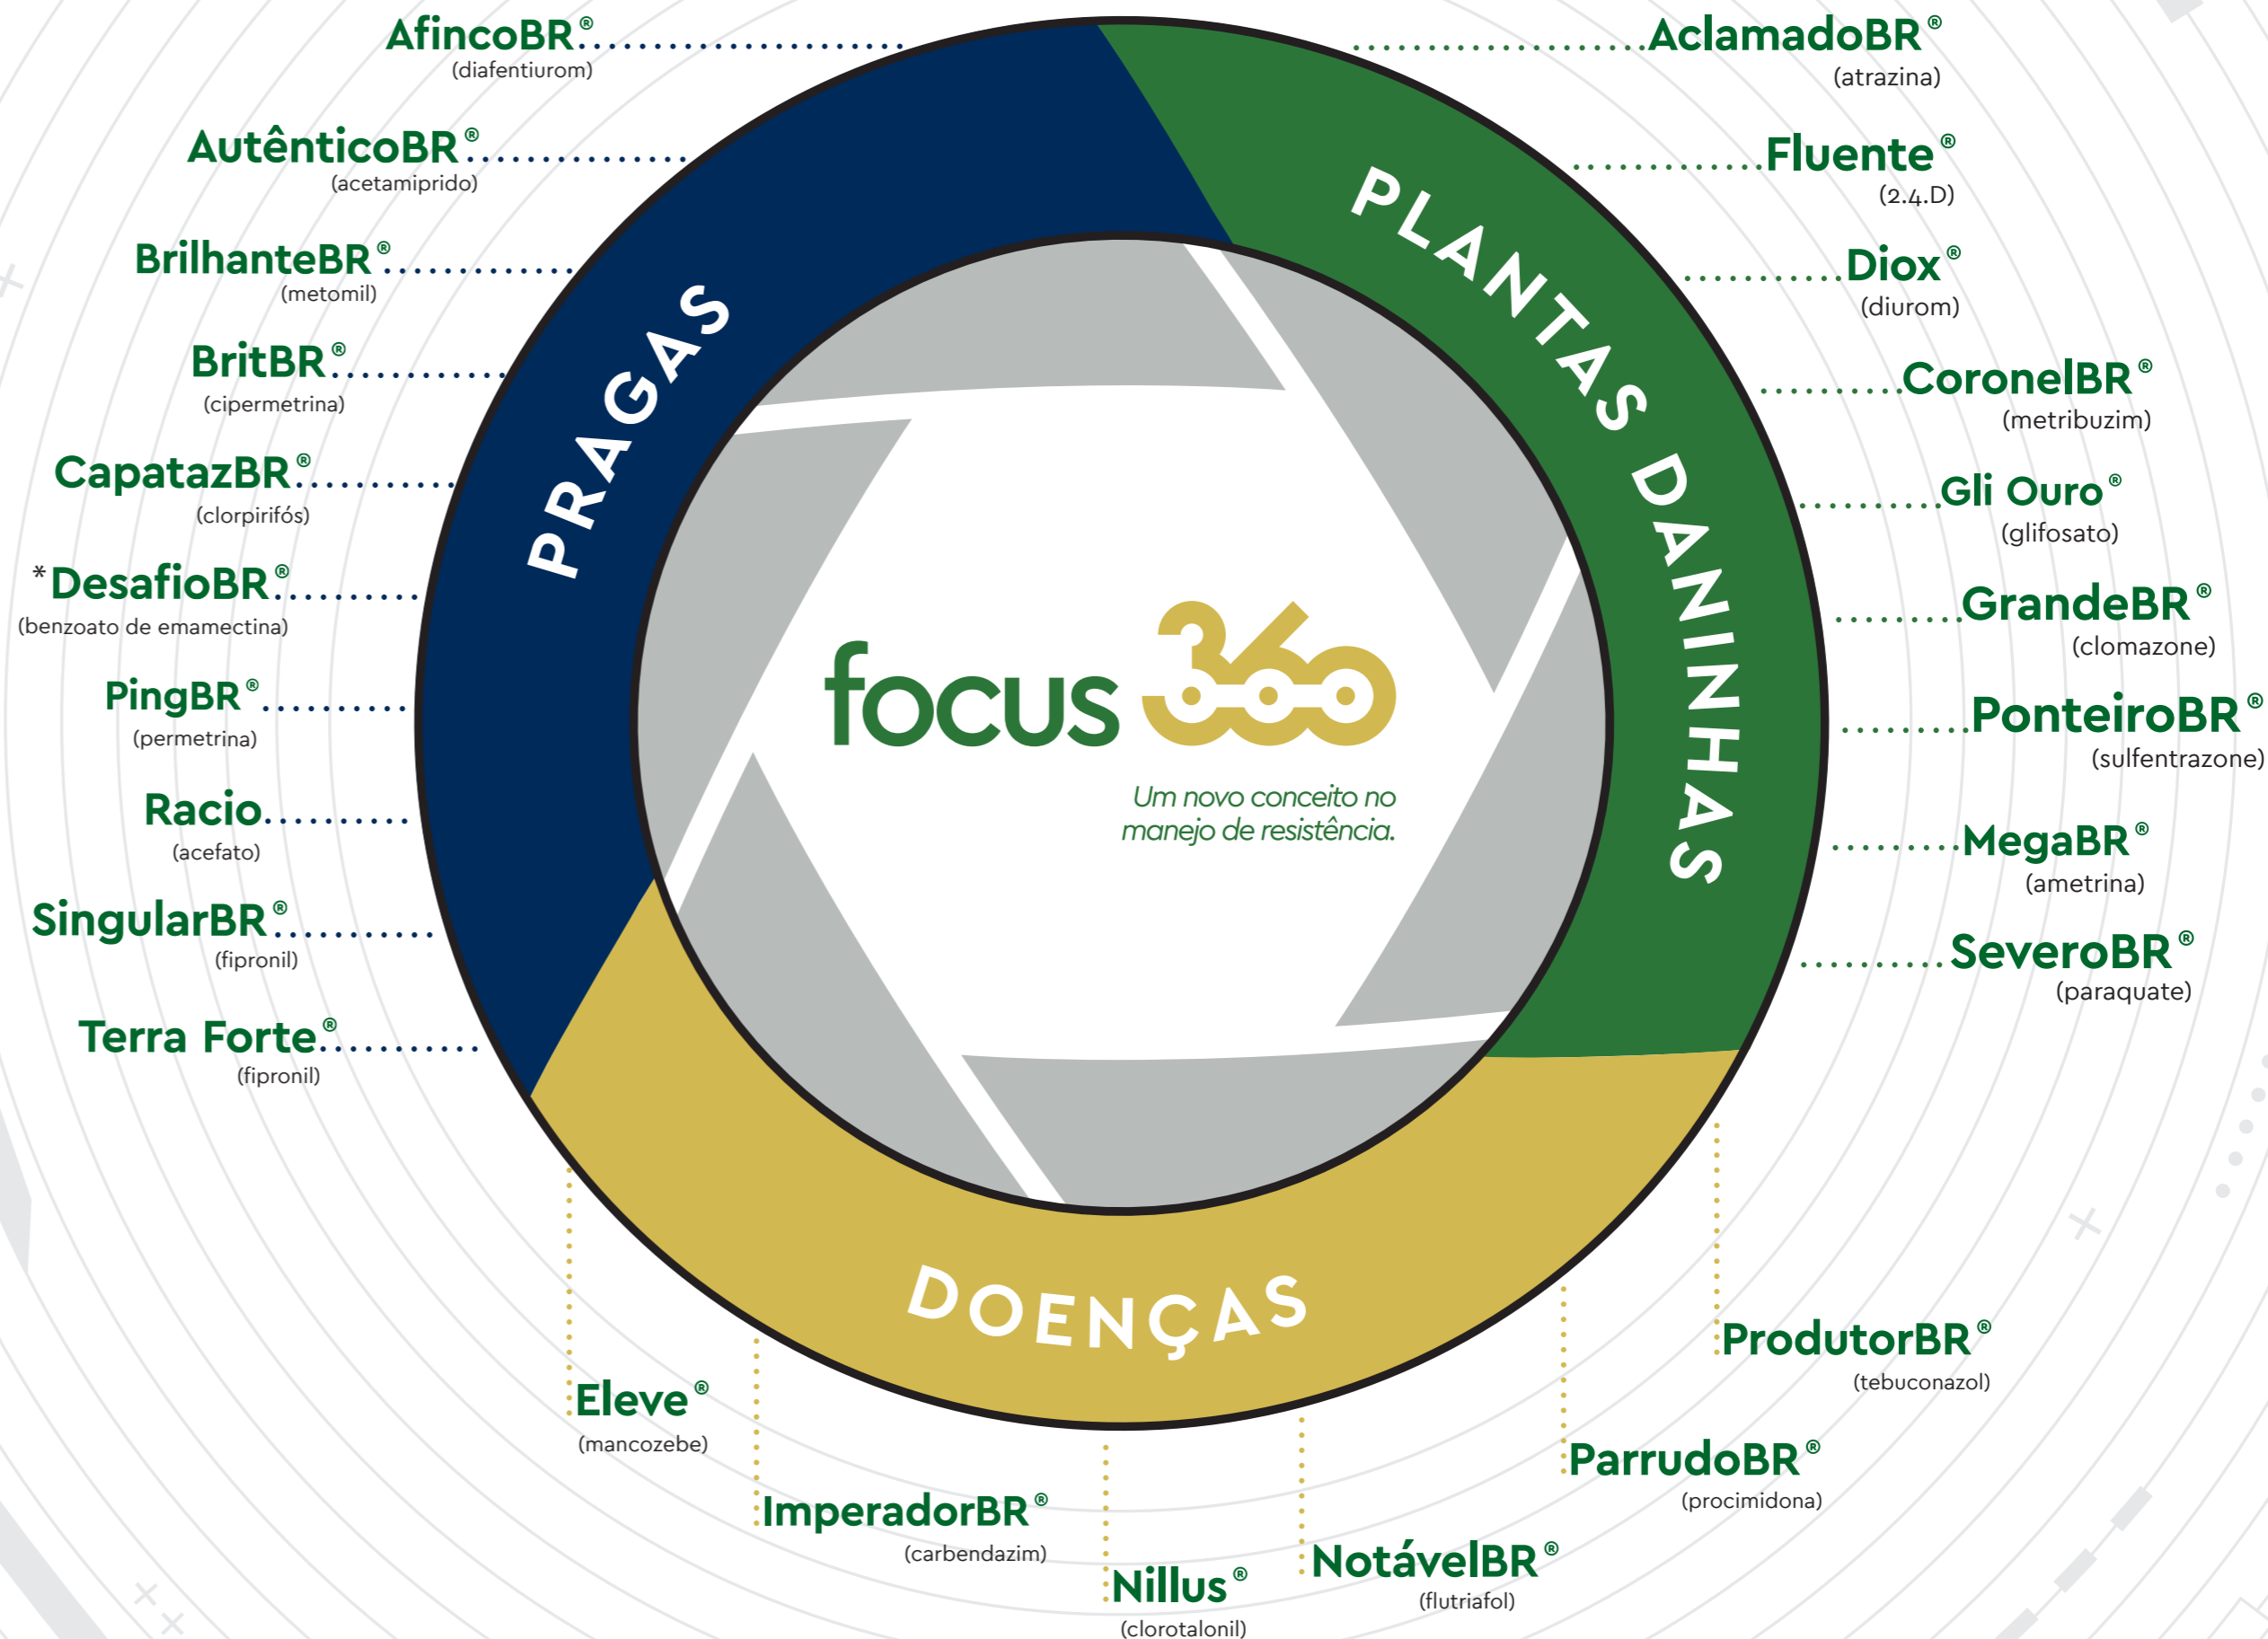 AfincoBR®
(diafentiurom)
AutênticoBR®
(acetamiprido)
BrilhanteBR®
(metomil)
BritBR®
(cipermetrina)
CapatazBR®
(clorpirifós)
*DesafioBR®
(benzoato de emamectina)
PingBR®
(permetrina)
Racio
(acefato)
SingularBR®
(fipronil)
Terra Forte®
(fipronil)
PRAGAS
PLANTAS DANINHAS
DOENÇAS
focus 360
Um novo conceito no
manejo de resistência.
AclamadoBR®
(atrazina)
Fluente®
(2.4.D)
Diox®
(diurom)
CoronelBR®
(metribuzim)
Gli Ouro®
(glifosato)
GrandeBR®
(clomazone)
PonteiroBR®
(sulfentrazone)
MegaBR®
(ametrina)
SeveroBR®
(paraquate)
Eleve®
(mancozebe)
ImperadorBR®
(carbendazim)
Nillus®
(clorotalonil)
NotávelBR®
(flutriafol)
ParrudoBR®
(procimidona)
ProdutorBR®
(tebuconazol)